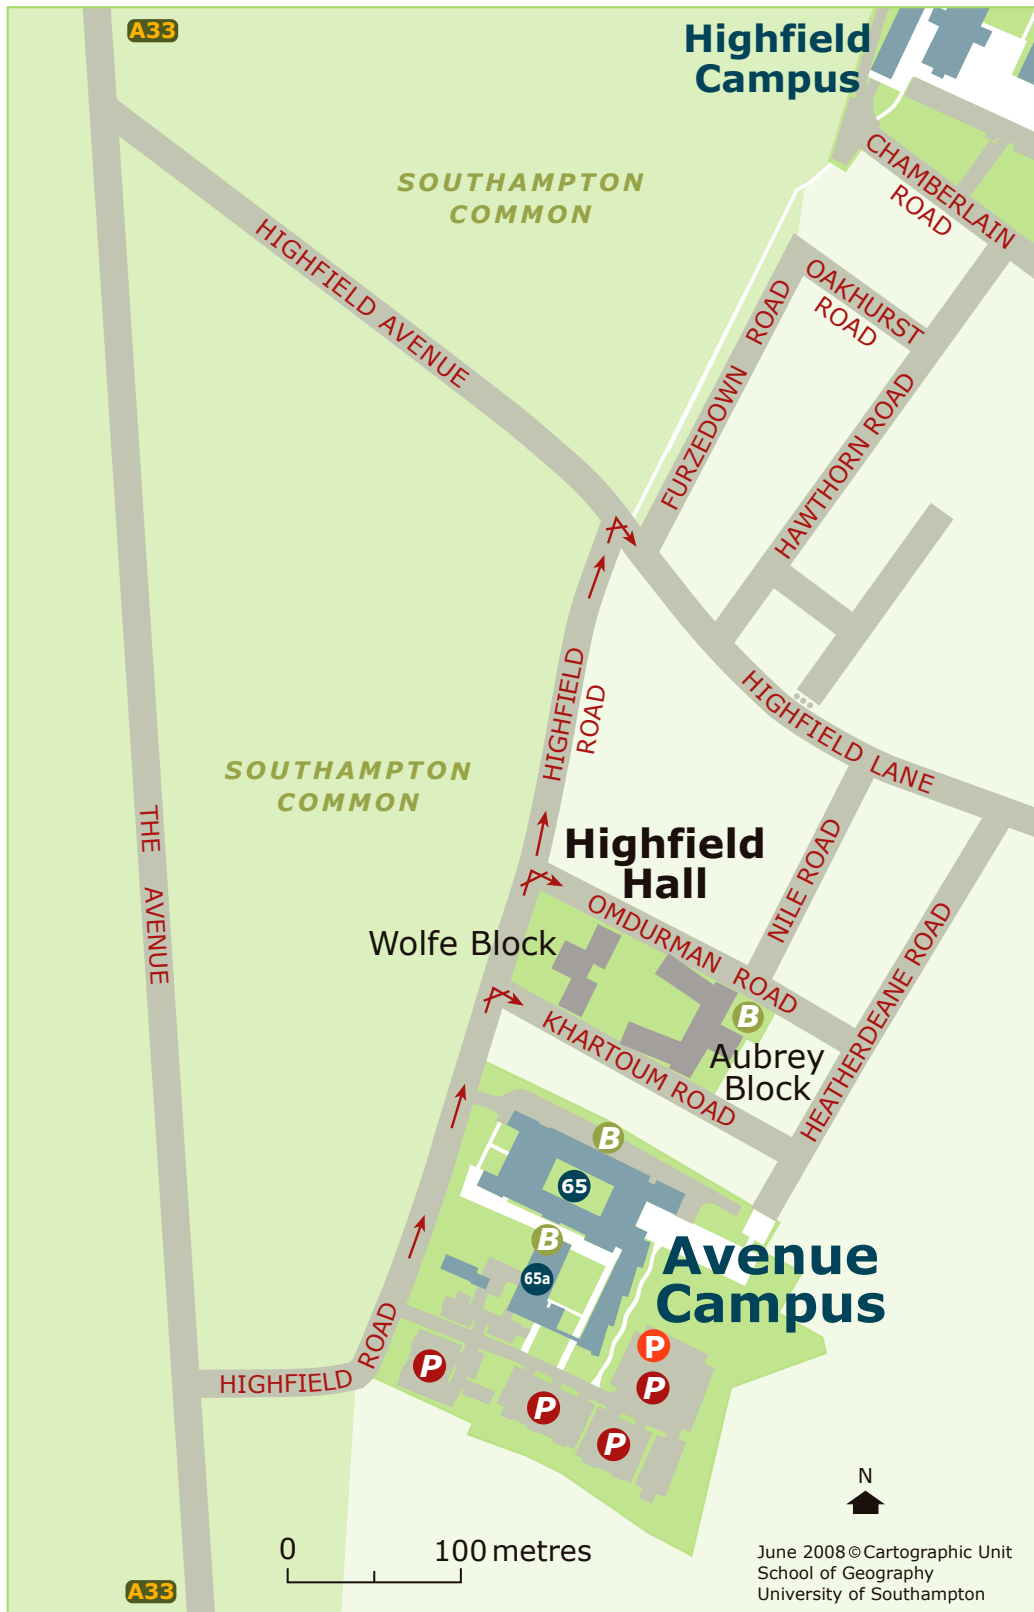 A33
Highfield
Campus
CHAMBERLAIN
ROAD
SOUTHAMPTON
COMMON
HIGHFIELD AVENUE
OAKHURST
ROAD
FURZEDOWN ROAD
HAWTHORN ROAD
HIGHFIELD
ROAD
HIGHFIELD LANE
SOUTHAMPTON
COMMON
THE AVENUE
Highfield
Hall
NILE ROAD
OMDURMAN ROAD
Wolfe Block
HEATHERDEANE ROAD
B
KHARTOUM ROAD
Aubrey
Block
B
65
B
65a
Avenue
Campus
HIGHFIELD ROAD
P
P
P
P
P
N
0 100 metres
June 2008 © Cartographic Unit
School of Geography
University of Southampton
A33